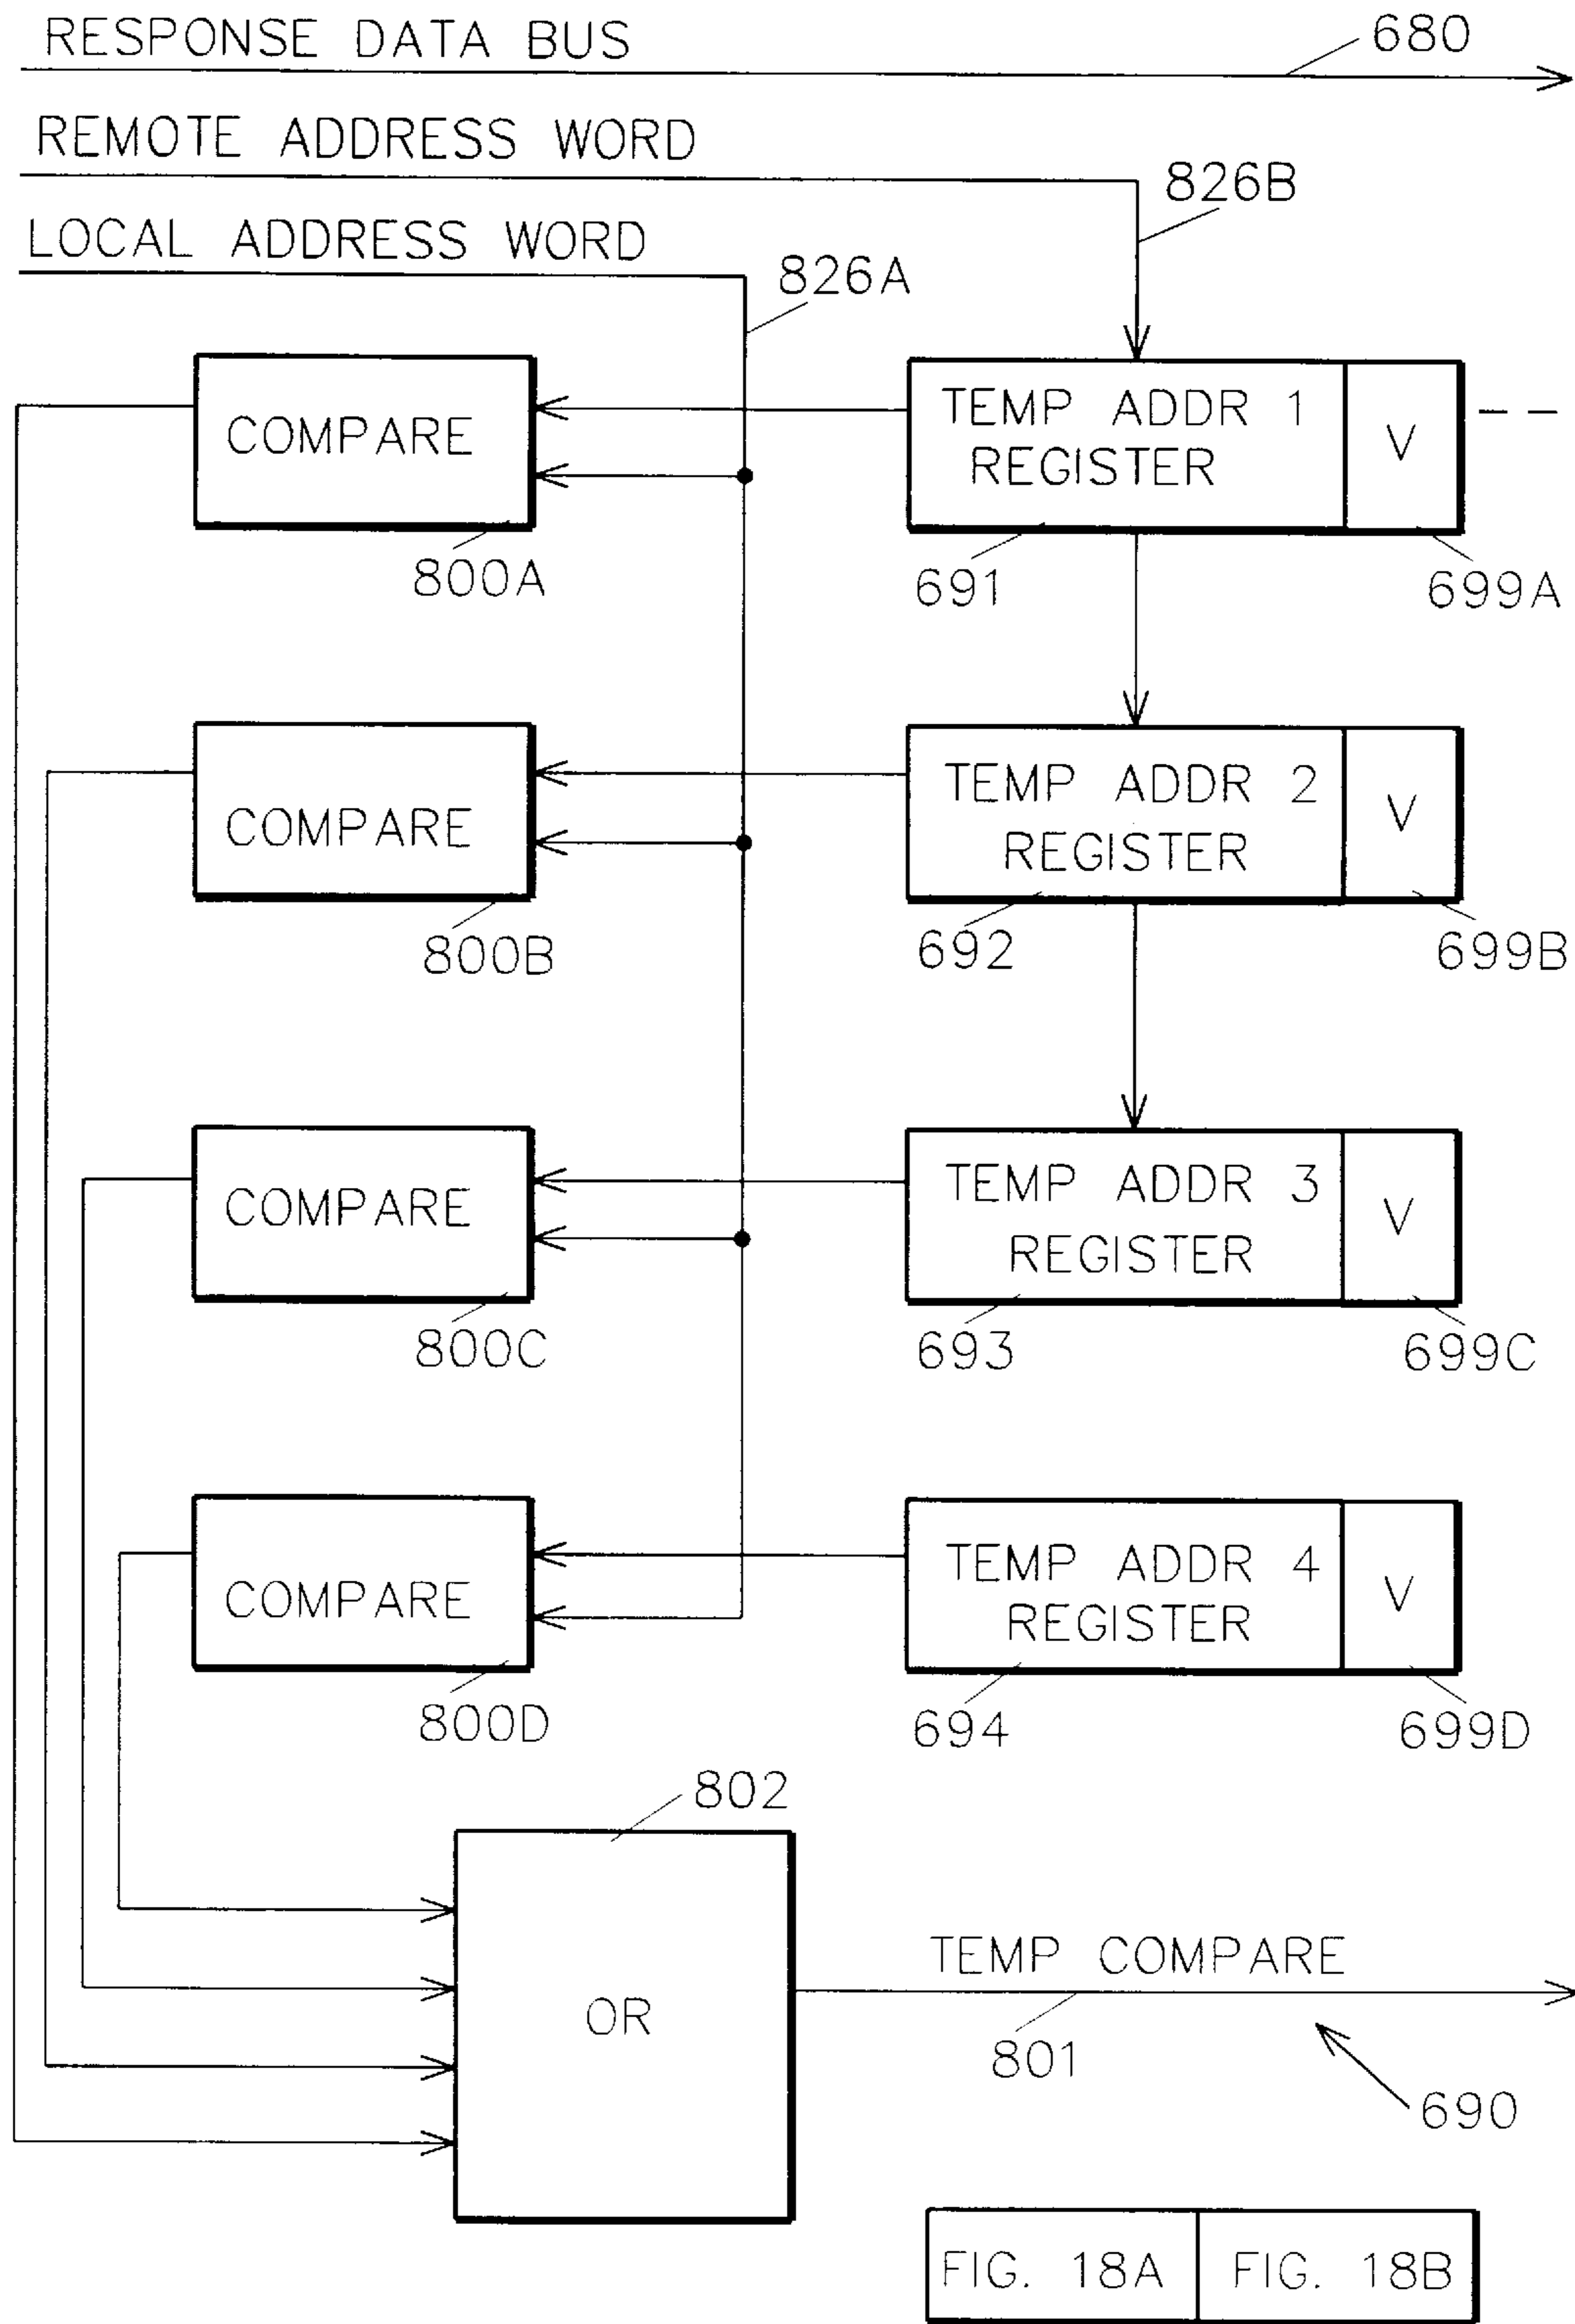 RESPONSE DATA BUS
680
REMOTE ADDRESS WORD
826B
LOCAL ADDRESS WORD
826A
COMPARE
TEMP ADDR 1
REGISTER
V
800A
691
699A
COMPARE
TEMP ADDR 2
REGISTER
V
800B
692
699B
COMPARE
TEMP ADDR 3
REGISTER
V
800C
693
699C
COMPARE
TEMP ADDR 4
REGISTER
V
800D
694
699D
802
OR
TEMP COMPARE
801
690
FIG. 18A
FIG. 18B